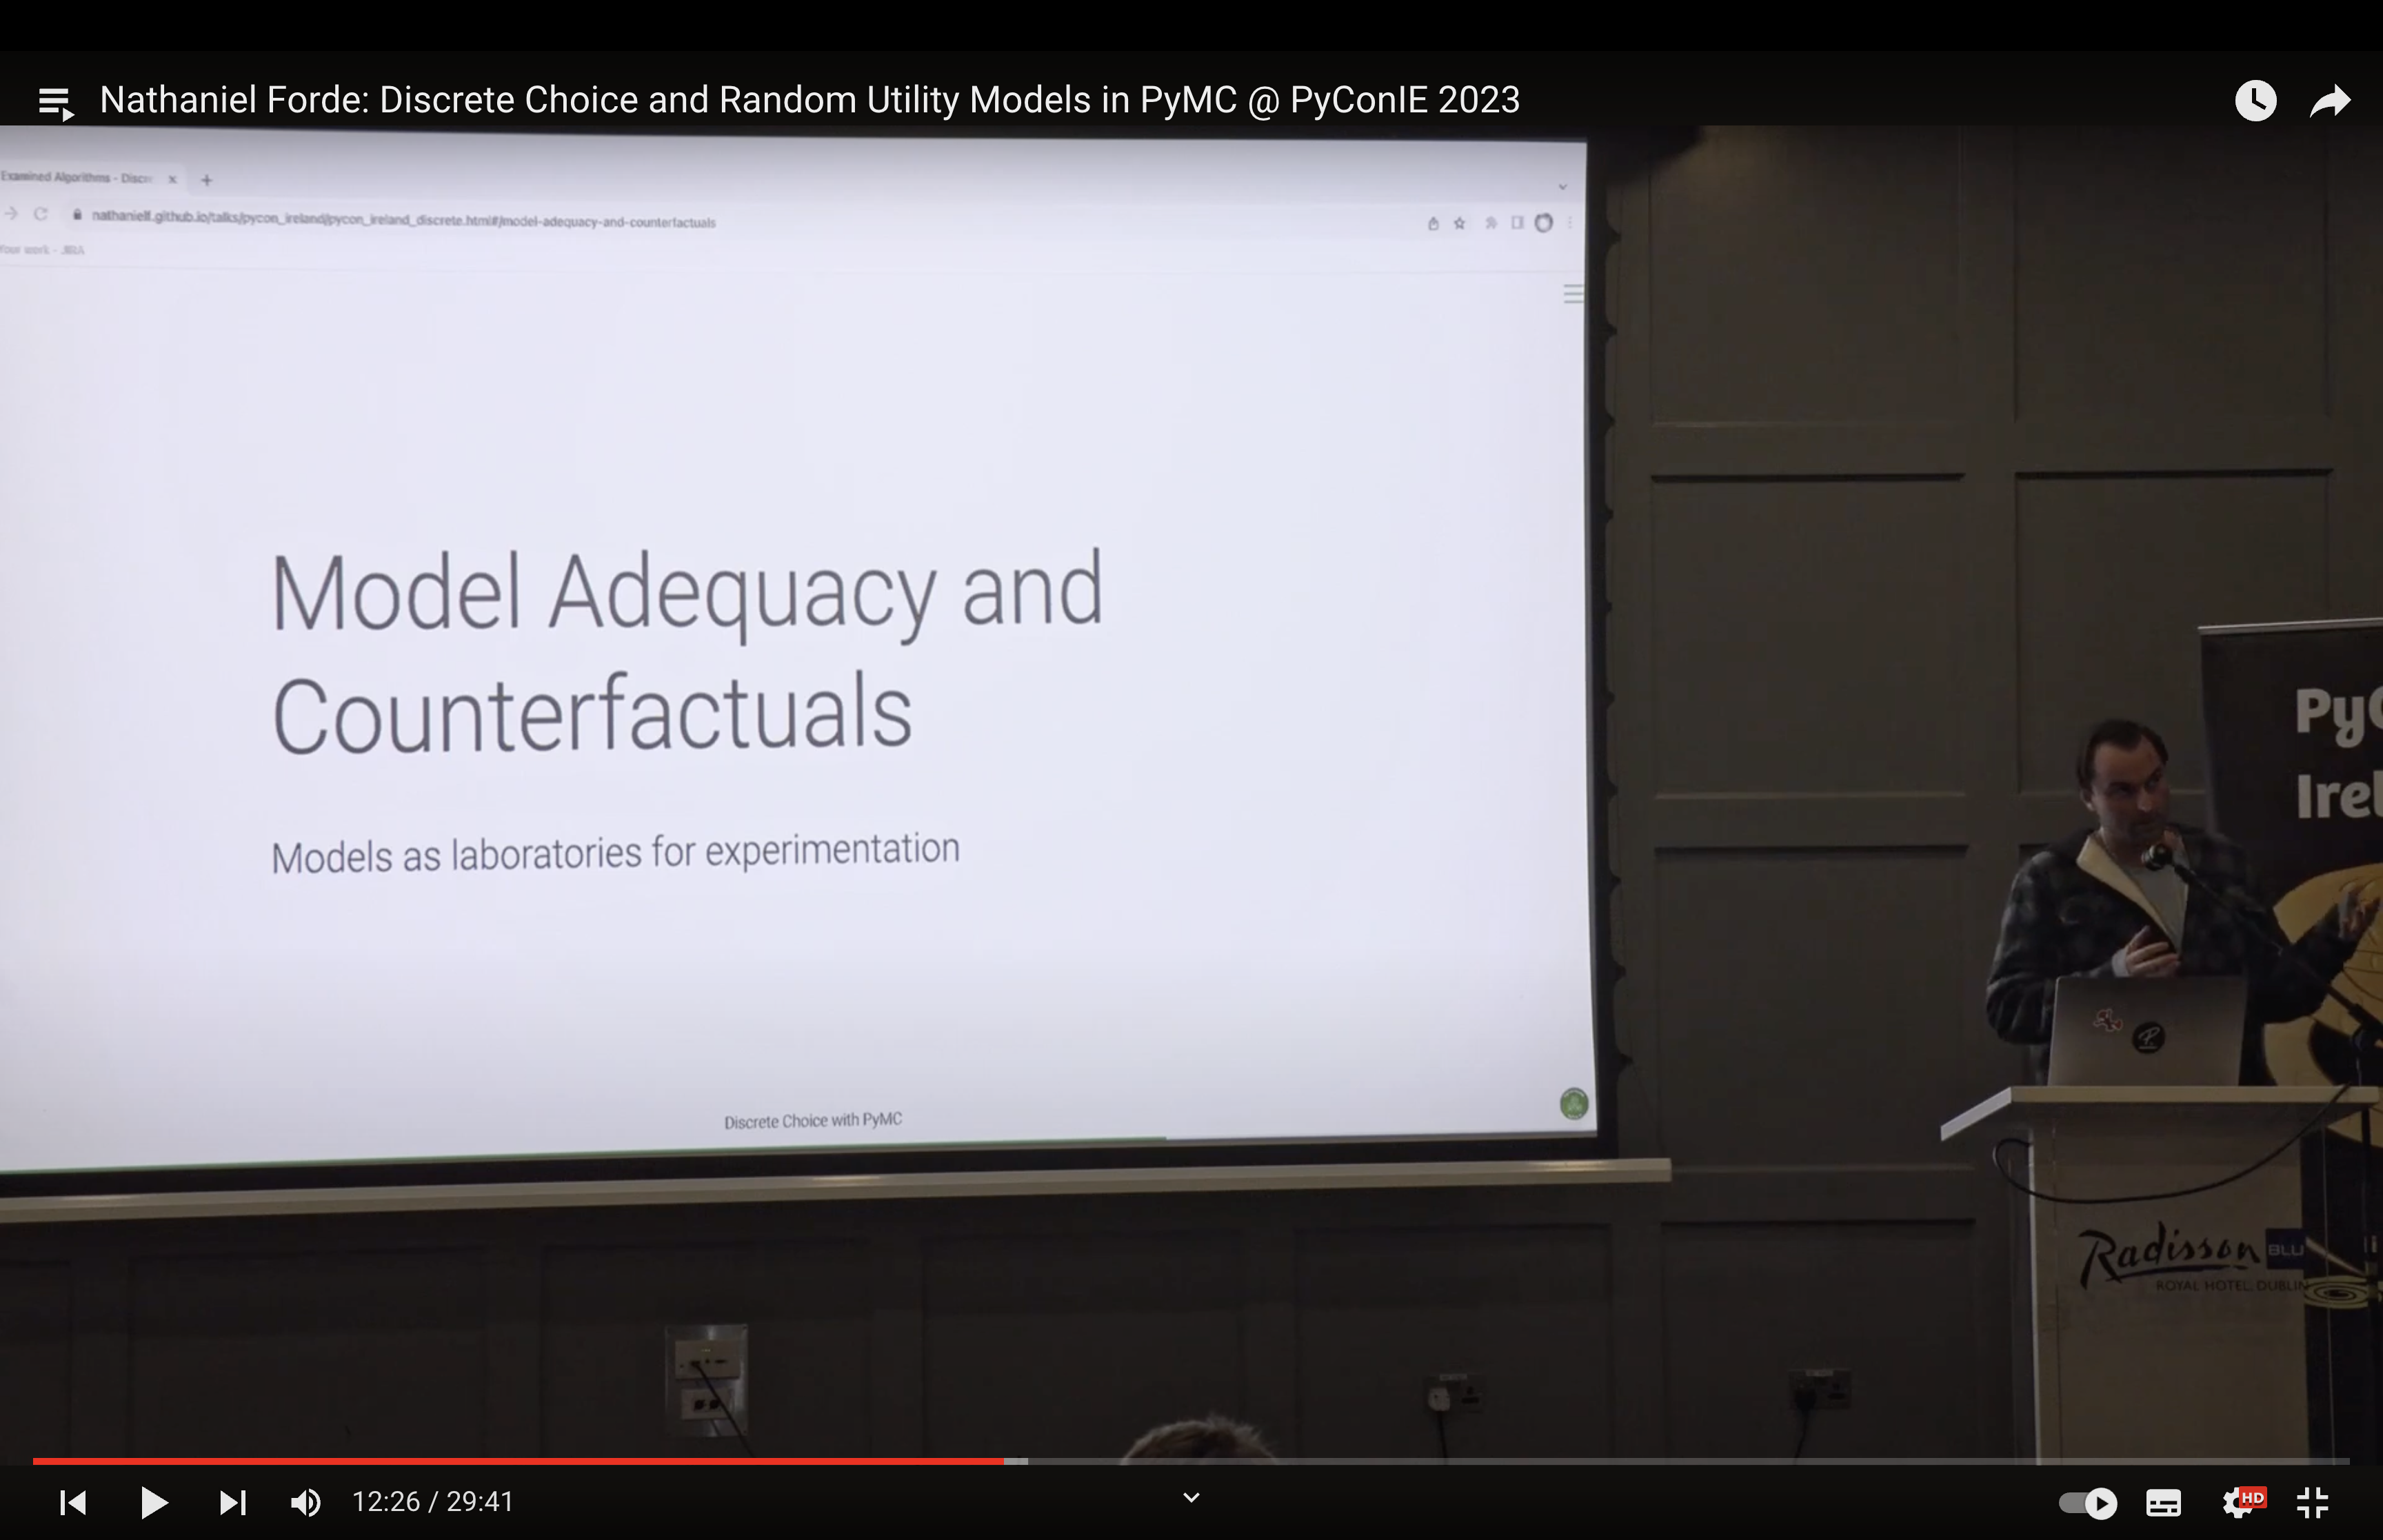 Nathaniel Forde: Discrete Choice and Random Utility Models in PyMC @ PyConIE 2023
Examined Algorithms - Discr
nathanielf.github.io/talks/pycon_ireland/pycon_ireland_discrete.html#/model-adequacy-and-counterfactuals
Your work - JIRA
Model Adequacy and
Counterfactuals
Models as laboratories for experimentation
Discrete Choice with PyMC
PyC
Irel
Radisson BLU
ROYAL HOTEL, DUBLIN
12:26 / 29:41
HD